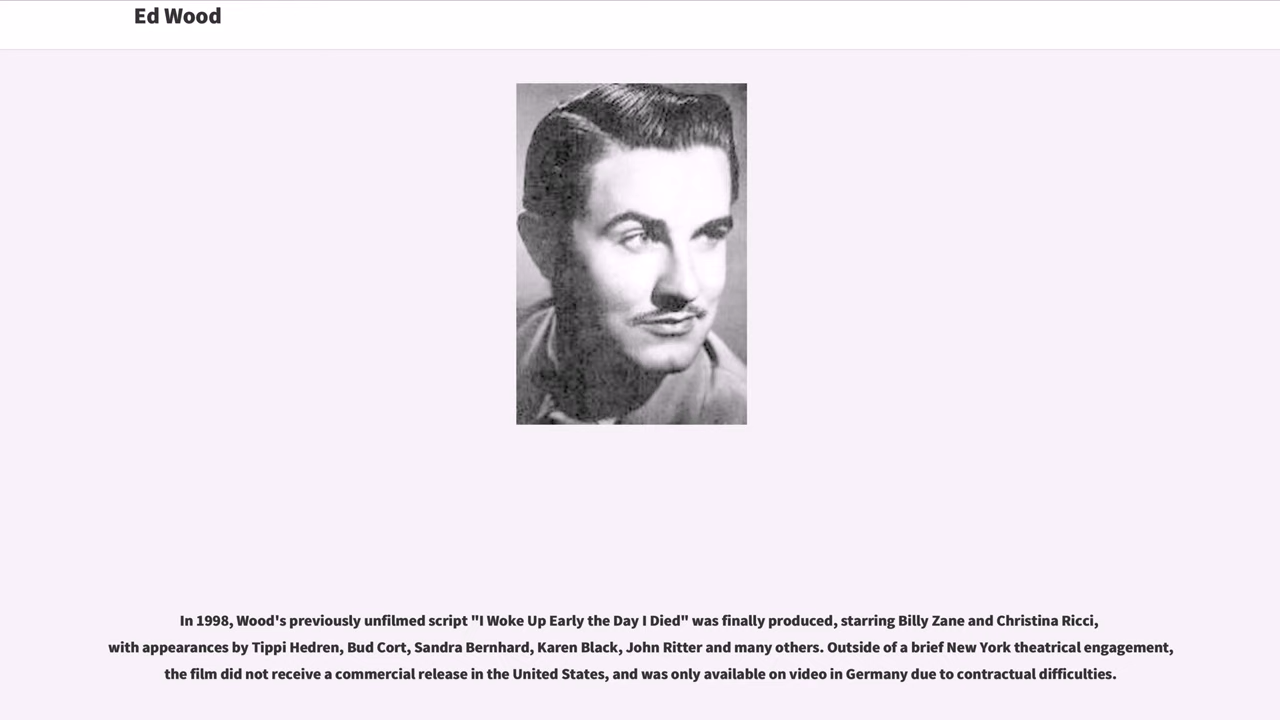 Ed Wood
In 1998, Wood's previously unfilmed script "I Woke Up Early the Day I Died" was finally produced, starring Billy Zane and Christina Ricci,
with appearances by Tippi Hedren, Bud Cort, Sandra Bernhard, Karen Black, John Ritter and many others. Outside of a brief New York theatrical engagement,
the film did not receive a commercial release in the United States, and was only available on video in Germany due to contractual difficulties.